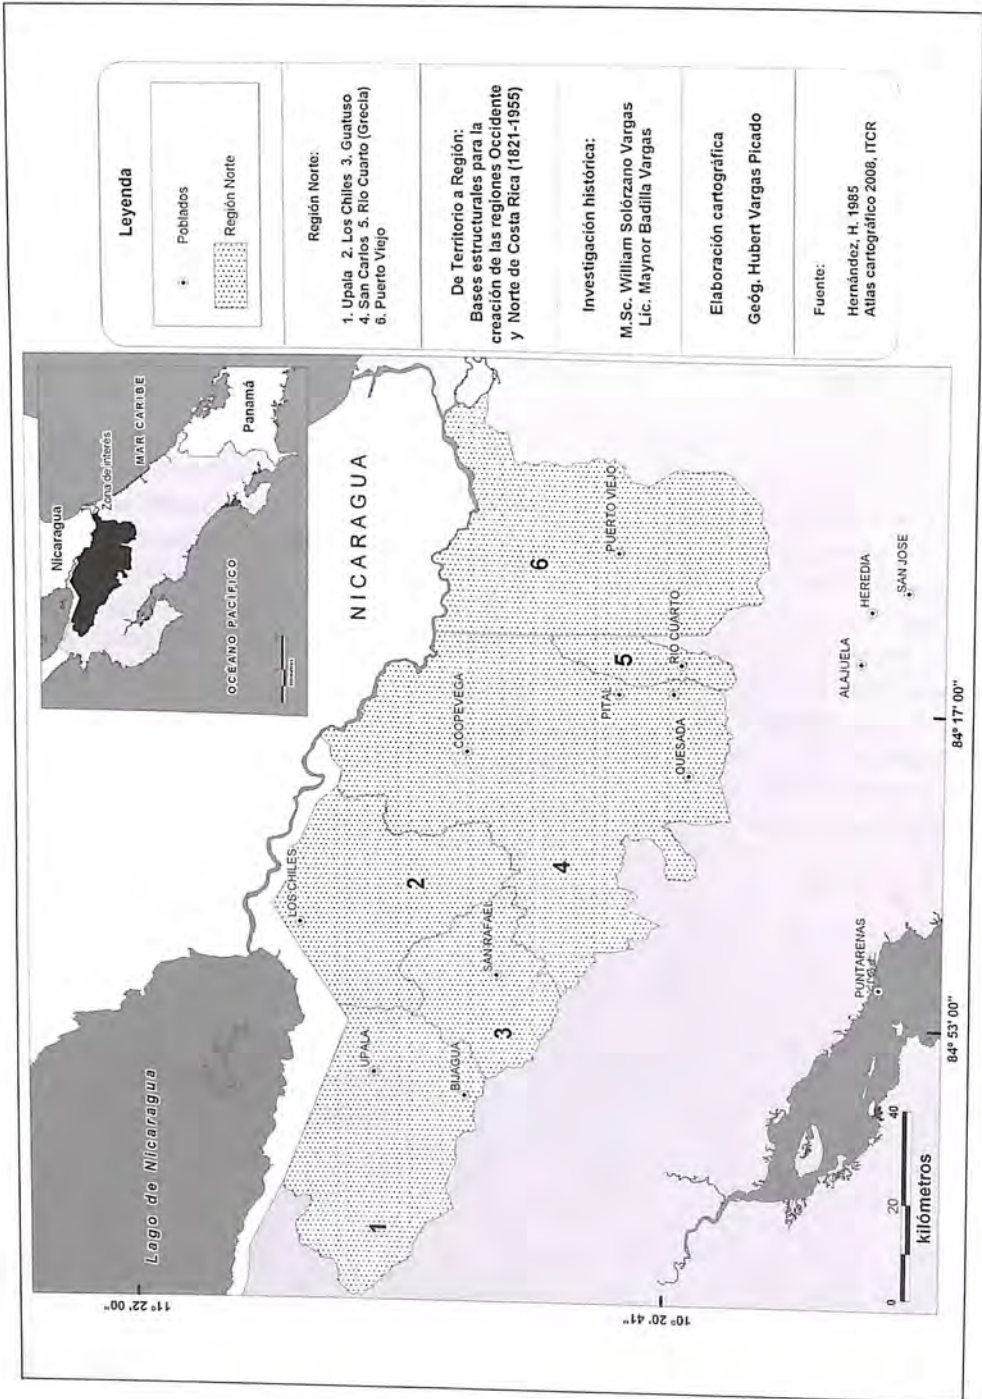 Leyenda
Poblados
Región Norte
Región Norte:
1. Upala 2. Los Chiles 3. Guatuso
4. San Carlos 5. Río Cuarto (Grecia)
6. Puerto Viejo
De Territorio a Región:
Bases estructurales para la
creación de las regiones Occidente
y Norte de Costa Rica (1821-1955)
Investigación histórica:
M.Sc. William Solórzano Vargas
Lic. Maynor Badilla Vargas
Elaboración cartográfica
Geóg. Hubert Vargas Picado
Fuente:
Hernández, H. 1985
Atlas cartográfico 2008, ITCR
Nicaragua
Zona de interés
MAR CARIBE
Panamá
OCÉANO PACÍFICO
Lago de Nicaragua
NICARAGUA
LOS CHILES
UPALA
BIJAGUA
SAN RAFAEL
COOPEVEGA
PITAL
RIO CUARTO
QUESADA
PUERTO VIEJO
1
2
3
4
5
6
ALAJUELA
HEREDIA
SAN JOSE
PUNTARENAS
11° 22' 00"
10° 20' 41"
84° 53' 00"
84° 17' 00"
0 20 40
kilómetros